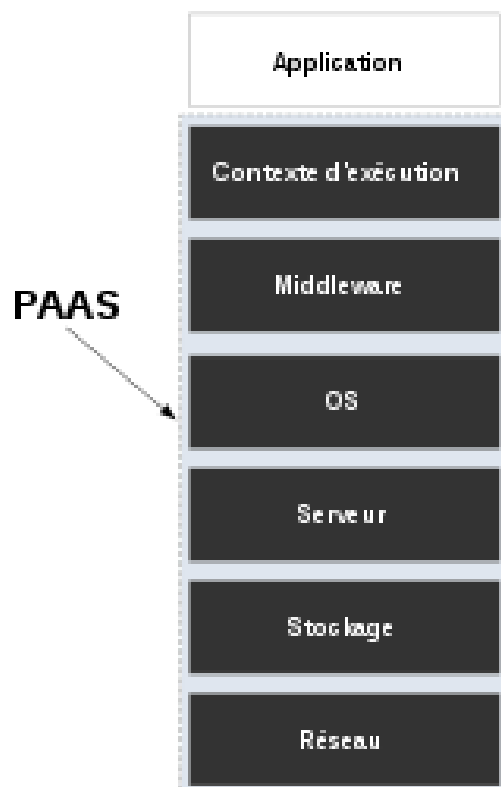 Application
Contexte d'exécution
Middleware
PAAS
OS
Serveur
Stockage
Réseau